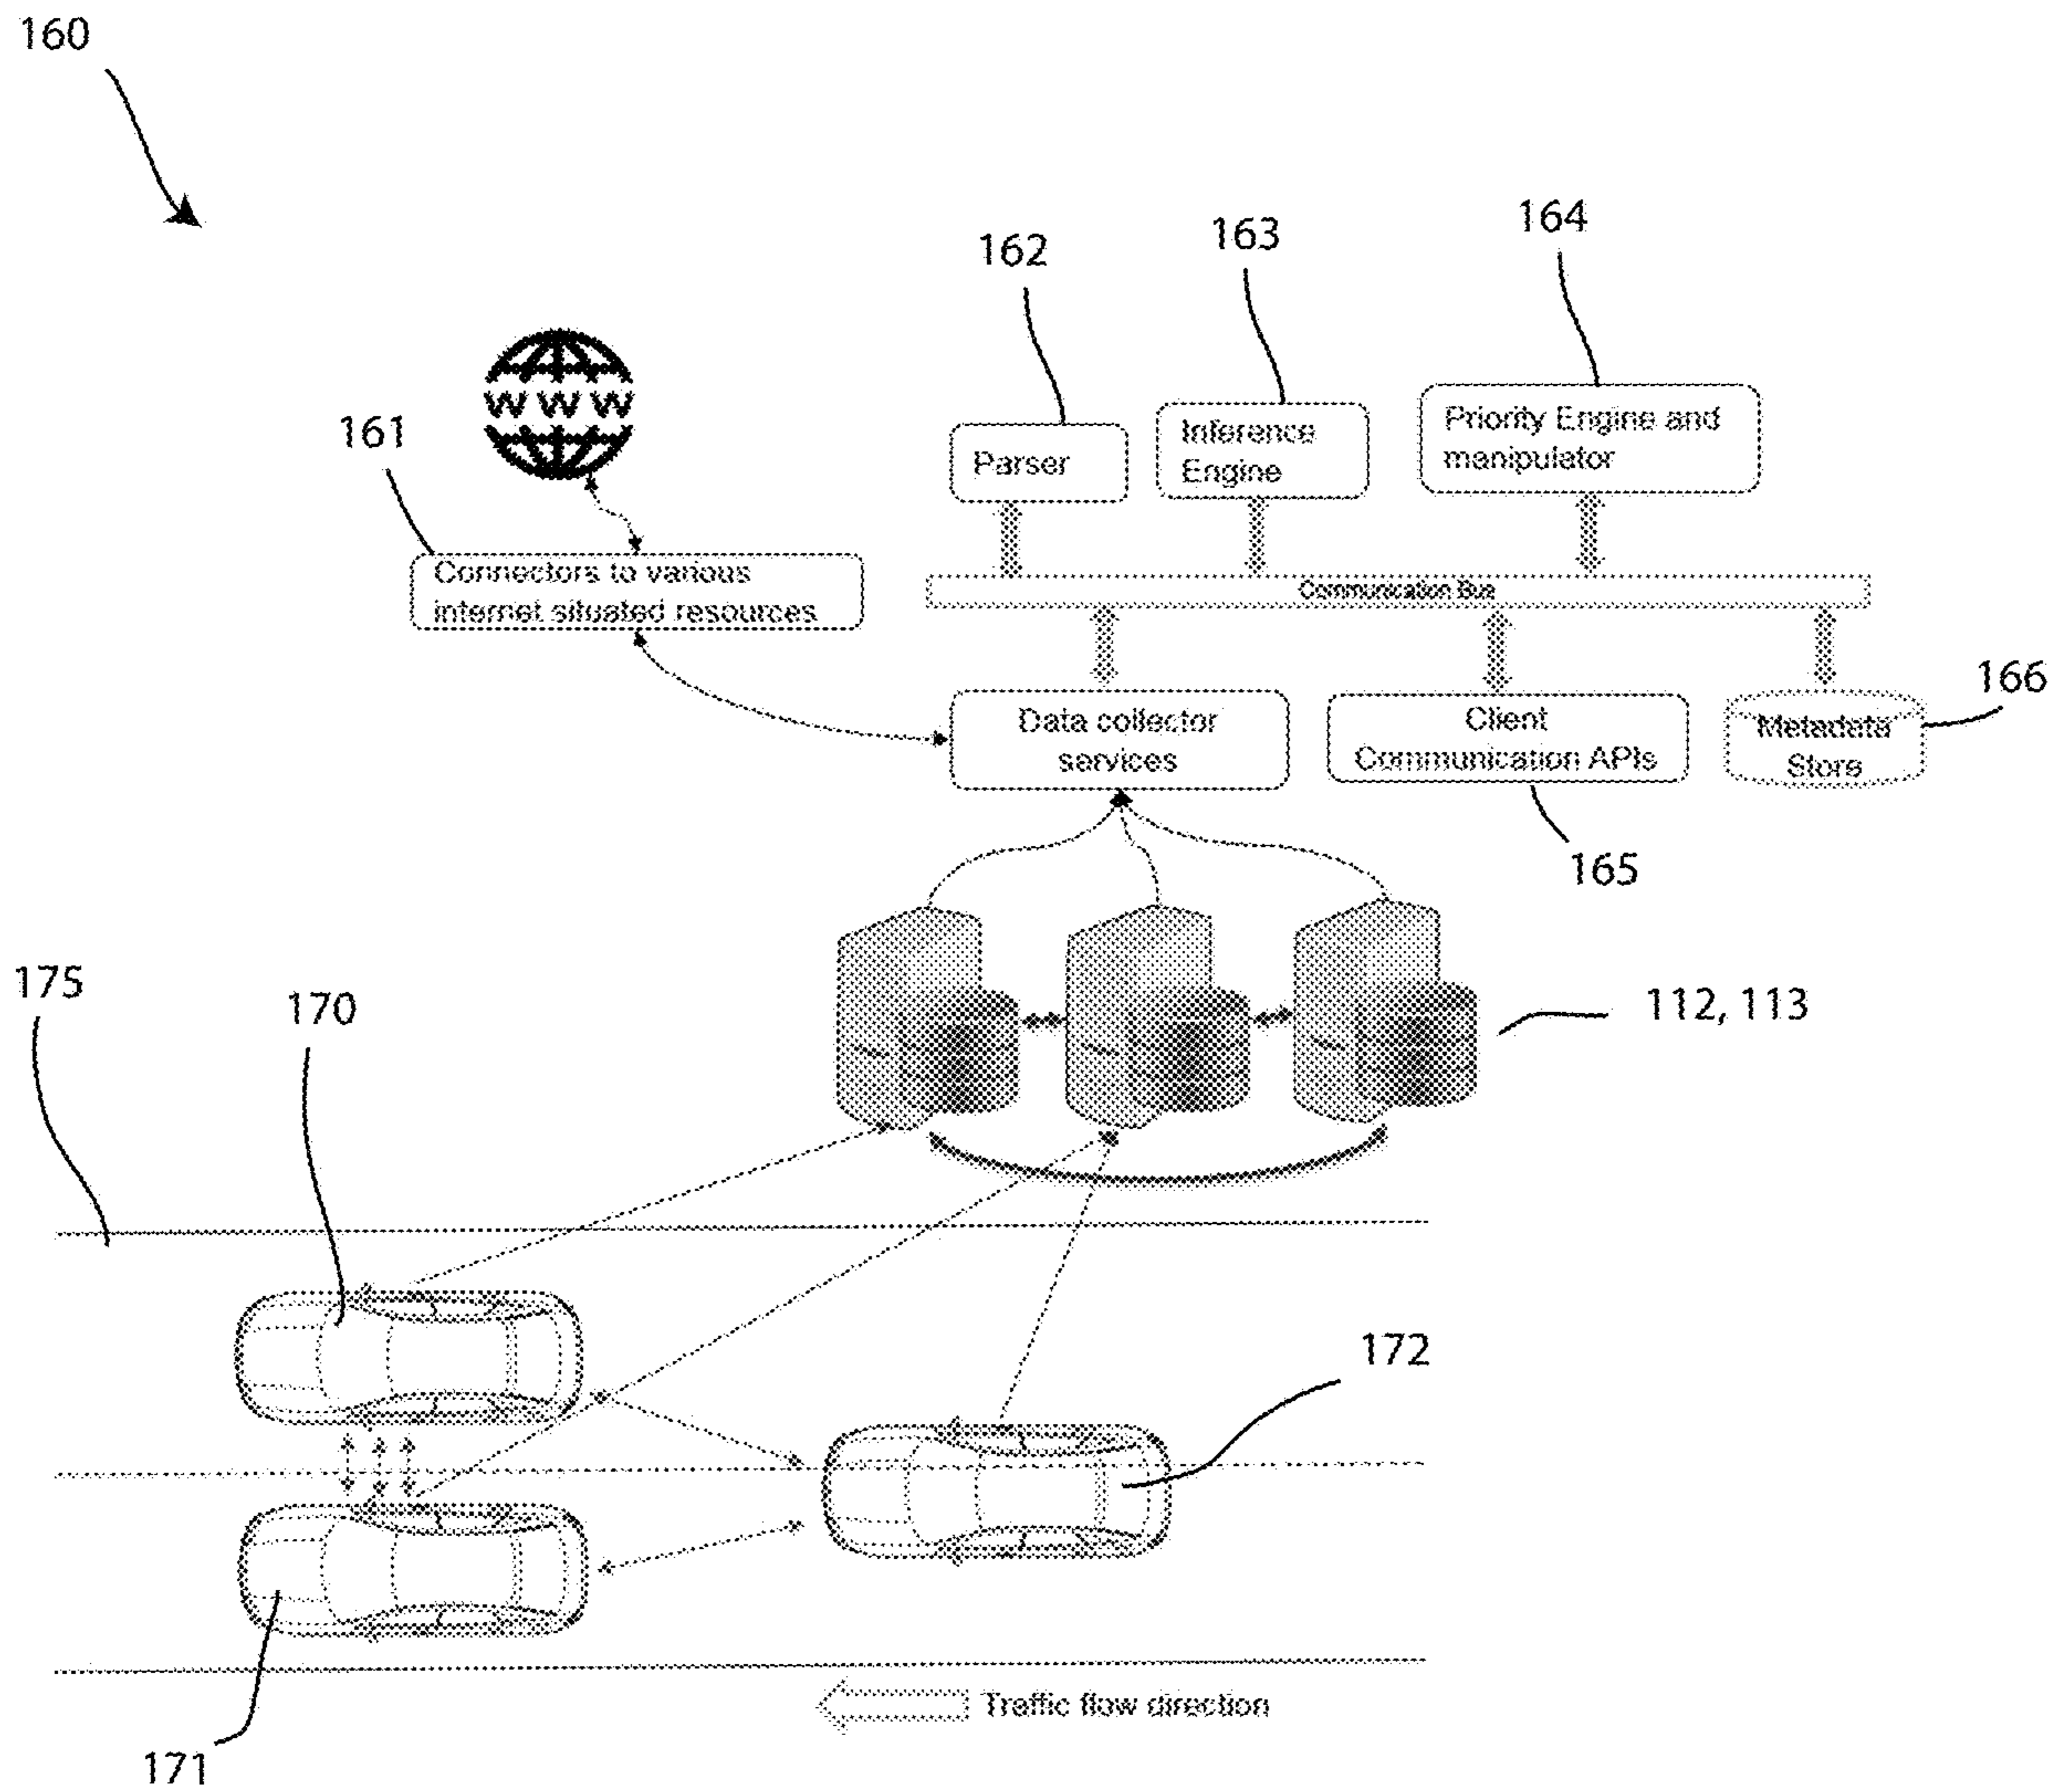 160
164
163
162
W W W
161
Priority Engine and
manipulator
Inference
Engine
Parser
Connectors to various
internet situated resources
Communication Bus
166
Data collector
services
Client
Communication APIs
Metadata
Store
165
175
170
112, 113
172
Traffic flow direction
171